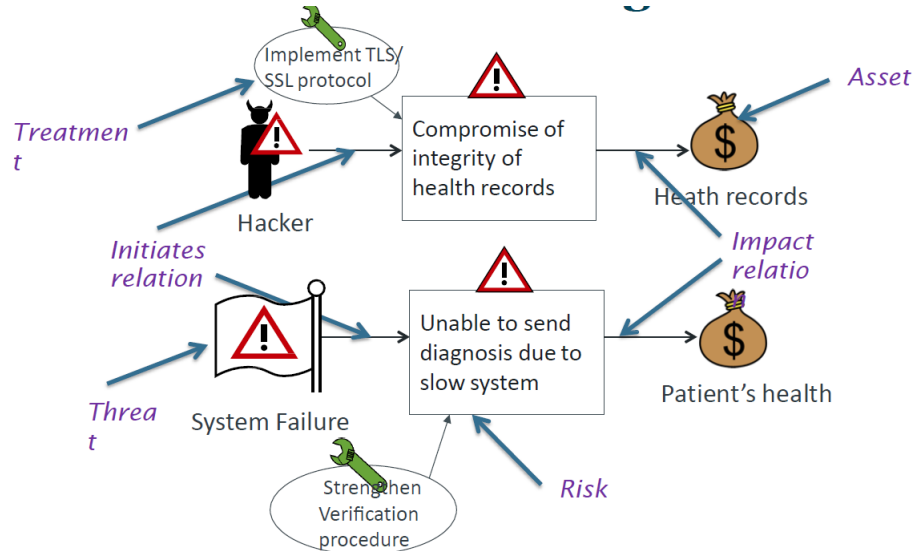 Implement TLS/
SSL protocol
Asset
Treatmen
t
Compromise of
integrity of
health records
$
Heath records
Hacker
Initiates
relation
Impact
relatio
Unable to send
diagnosis due to
slow system
$
Patient's health
Threa
t
System Failure
Risk
Strengthen
Verification
procedure